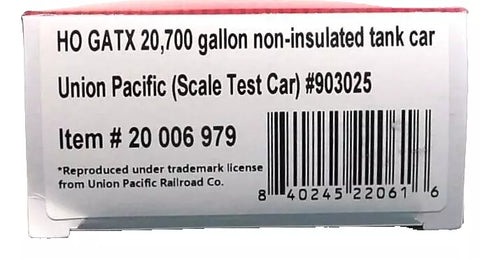 HO GATX 20,700 gallon non-insulated tank car
Union Pacific (Scale Test Car) #903025
Item # 20 006 979
*Reproduced under trademark license
from Union Pacific Railroad Co.
8 40245 22061 6